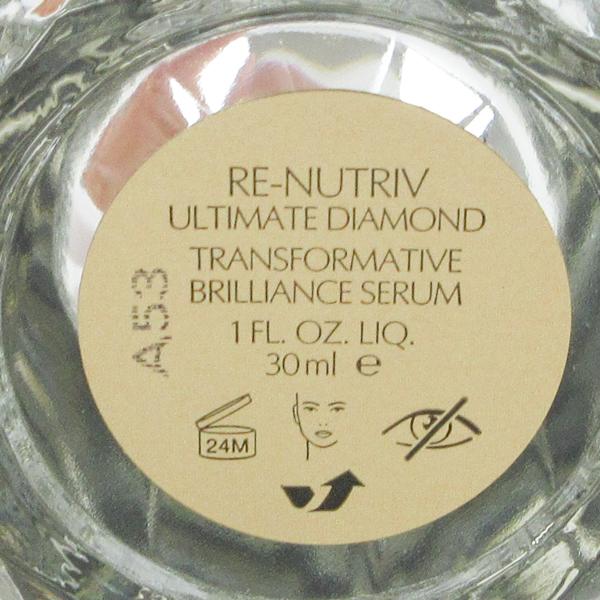 RE-NUTRIV
ULTIMATE DIAMOND
TRANSFORMATIVE
BRILLIANCE SERUM
1 FL. OZ. LIQ.
30 ml e
A53
24M